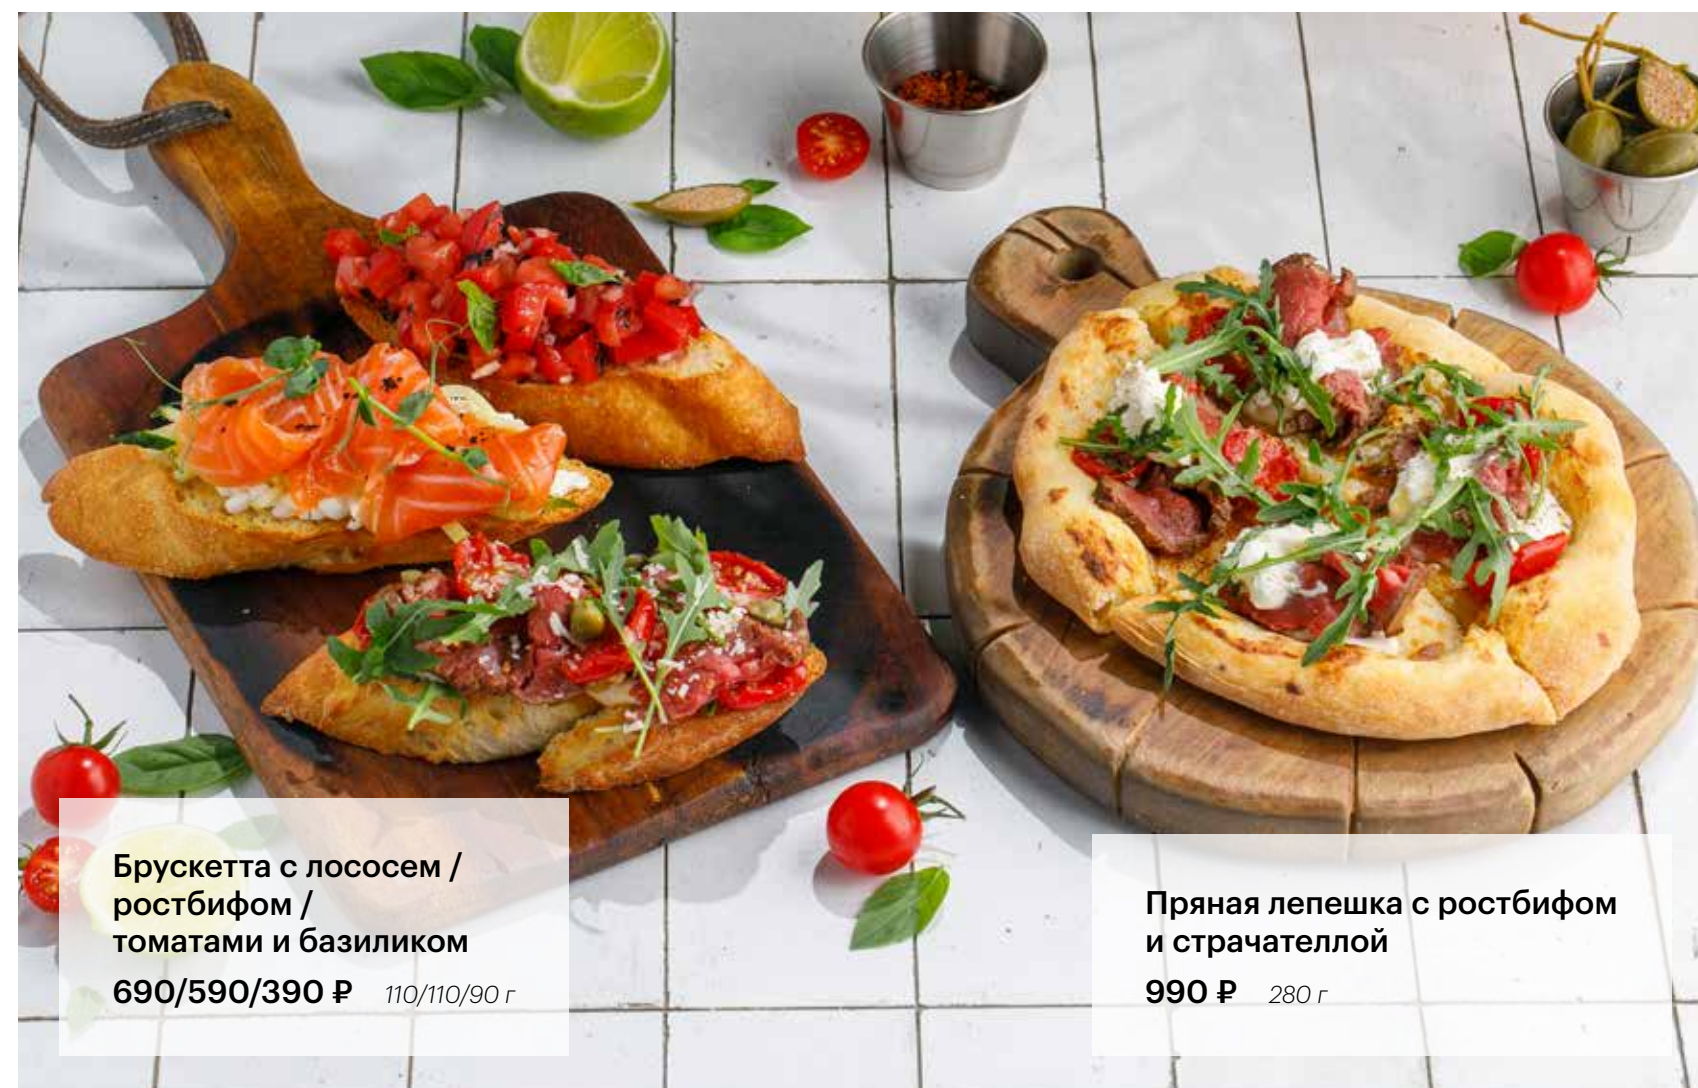 Брускетта с лососем /
ростбифом /
томатами и базиликом
690/590/390 ₽ 110/110/90 г
Пряная лепешка с ростбифом
и страчателлой
990 ₽ 280 г